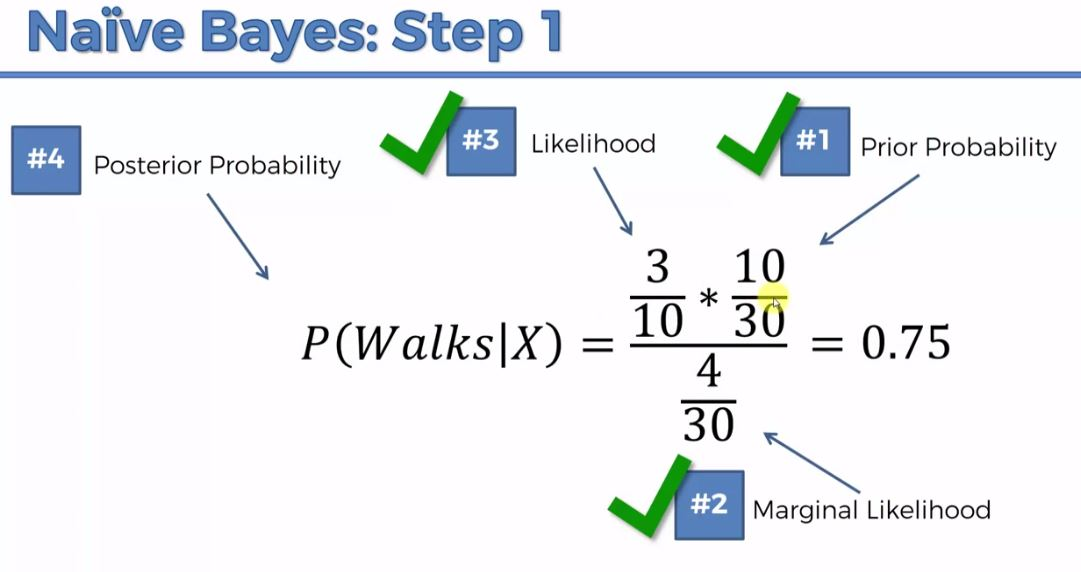 Naïve Bayes: Step 1
#4 Posterior Probability
#3 Likelihood
#1 Prior Probability
P(Walks|X) = 3/10 * 10/30 / 4/30 = 0.75
#2 Marginal Likelihood